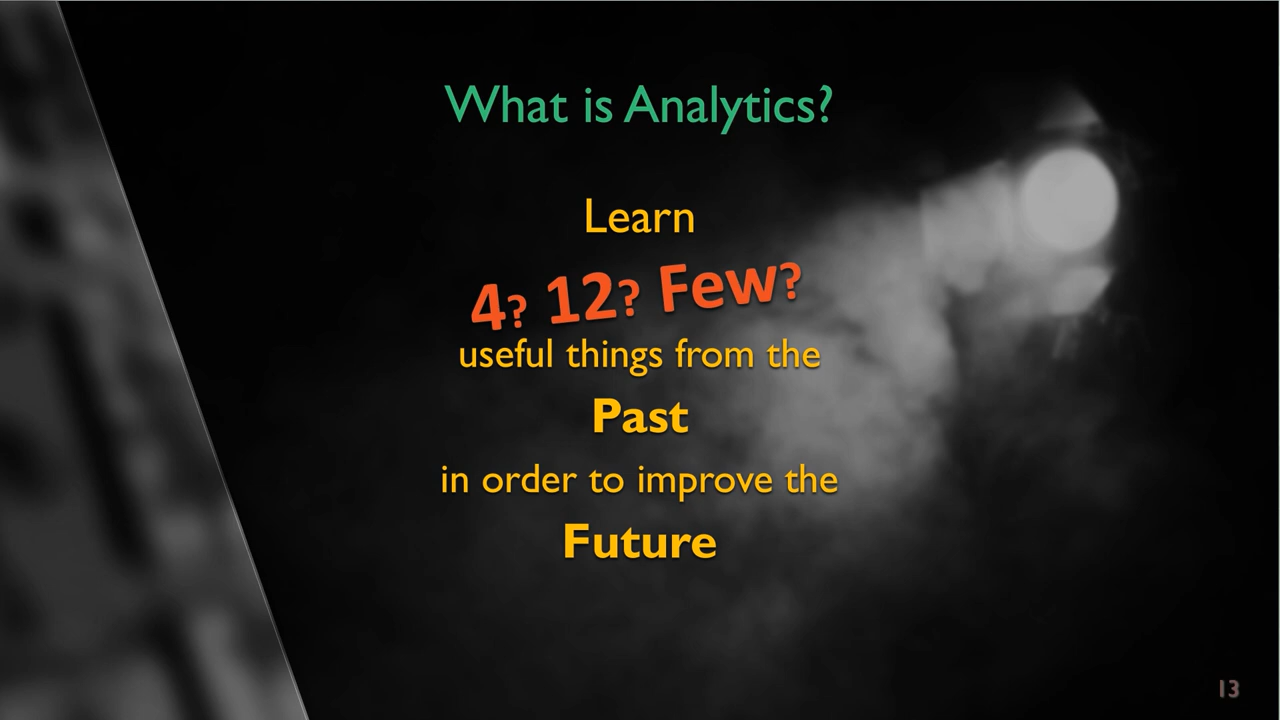 What is Analytics?
Learn
4? 12? Few?
useful things from the
Past
in order to improve the
Future
13